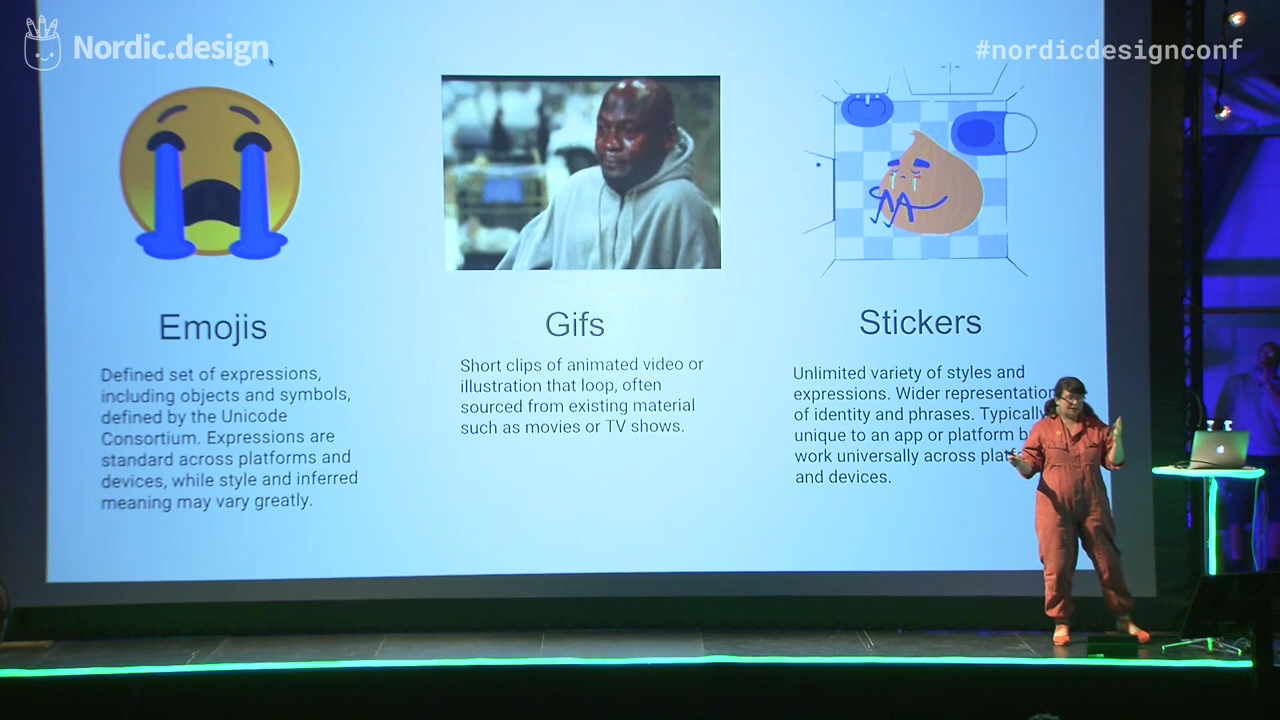 Nordic.design
#nordicdesignconf
Emojis
Defined set of expressions,
including objects and symbols,
defined by the Unicode
Consortium. Expressions are
standard across platforms and
devices, while style and inferred
meaning may vary greatly.
Gifs
Short clips of animated video or
illustration that loop, often
sourced from existing material
such as movies or TV shows.
Stickers
Unlimited variety of styles and
expressions. Wider representation
of identity and phrases. Typically
unique to an app or platform
work universally across
and devices.